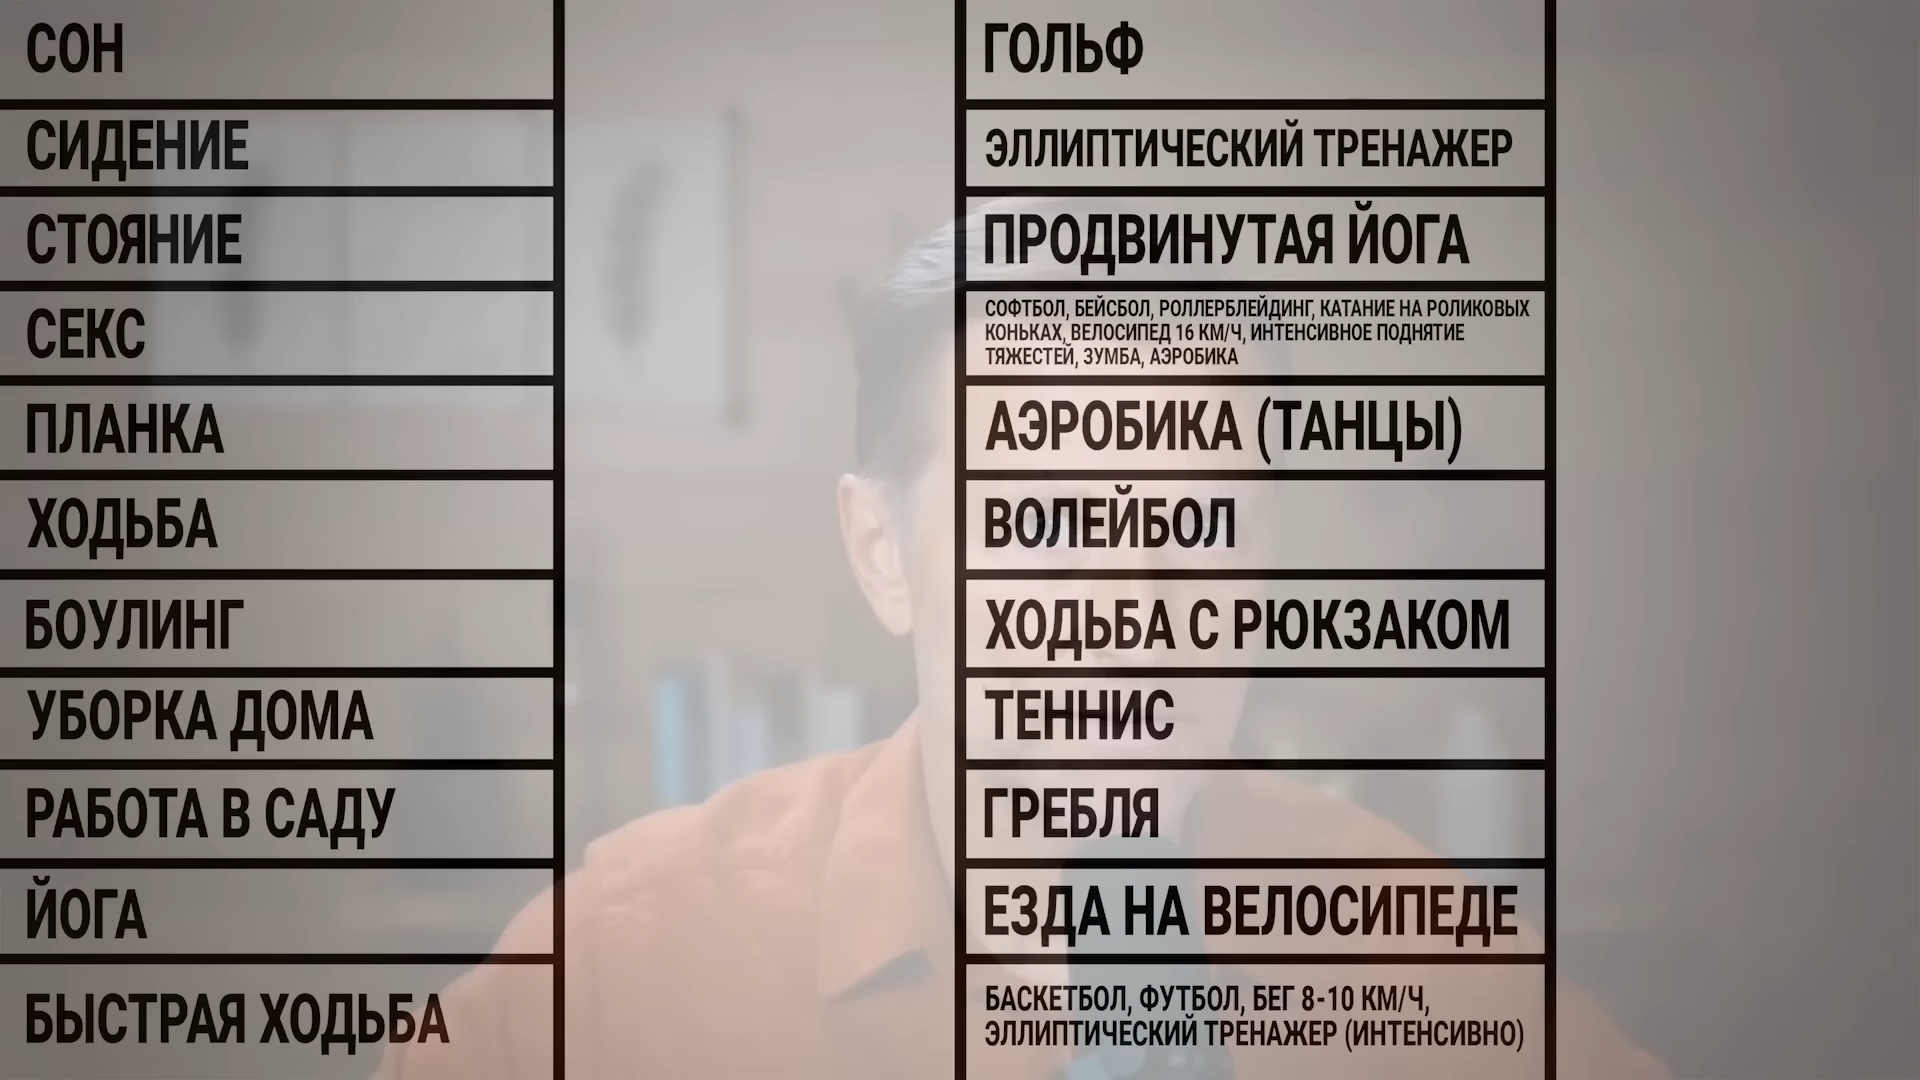 СОН
СИДЕНИЕ
СТОЯНИЕ
СЕКС
ПЛАНКА
ХОДЬБА
БОУЛИНГ
УБОРКА ДОМА
РАБОТА В САДУ
ЙОГА
БЫСТРАЯ ХОДЬБА
ГОЛЬФ
ЭЛЛИПТИЧЕСКИЙ ТРЕНАЖЕР
ПРОДВИНУТАЯ ЙОГА
СОФТБОЛ, БЕЙСБОЛ, РОЛЛЕРБЛЕЙДИНГ, КАТАНИЕ НА РОЛИКОВЫХ
КОНЬКАХ, ВЕЛОСИПЕД 16 КМ/Ч, ИНТЕНСИВНОЕ ПОДНЯТИЕ
ТЯЖЕСТЕЙ, ЗУМБА, АЭРОБИКА
АЭРОБИКА (ТАНЦЫ)
ВОЛЕЙБОЛ
ХОДЬБА С РЮКЗАКОМ
ТЕННИС
ГРЕБЛЯ
ЕЗДА НА ВЕЛОСИПЕДЕ
БАСКЕТБОЛ, ФУТБОЛ, БЕГ 8-10 КМ/Ч,
ЭЛЛИПТИЧЕСКИЙ ТРЕНАЖЕР (ИНТЕНСИВНО)